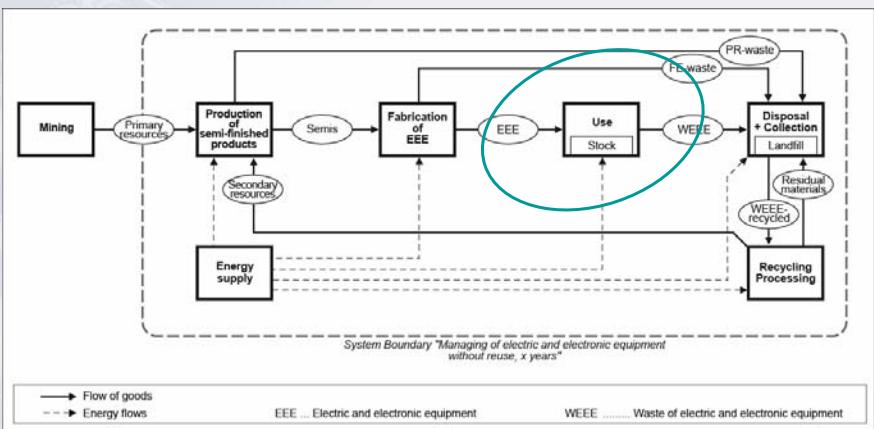 PR-waste
FE-waste
Mining
Primary
resources
Production
of
semi-finished
products
Semis
Fabrication
of
EEE
EEE
Use
Stock
WEEE
Disposal
+ Collection
Landfill
Secondary
resources
WEEE-
recycled
Residual
materials
Energy
supply
Recycling
Processing
System Boundary "Managing of electric and electronic equipment
without reuse, x years"
Flow of goods
Energy flows
EEE ... Electric and electronic equipment
WEEE ......... Waste of electric and electronic equipment